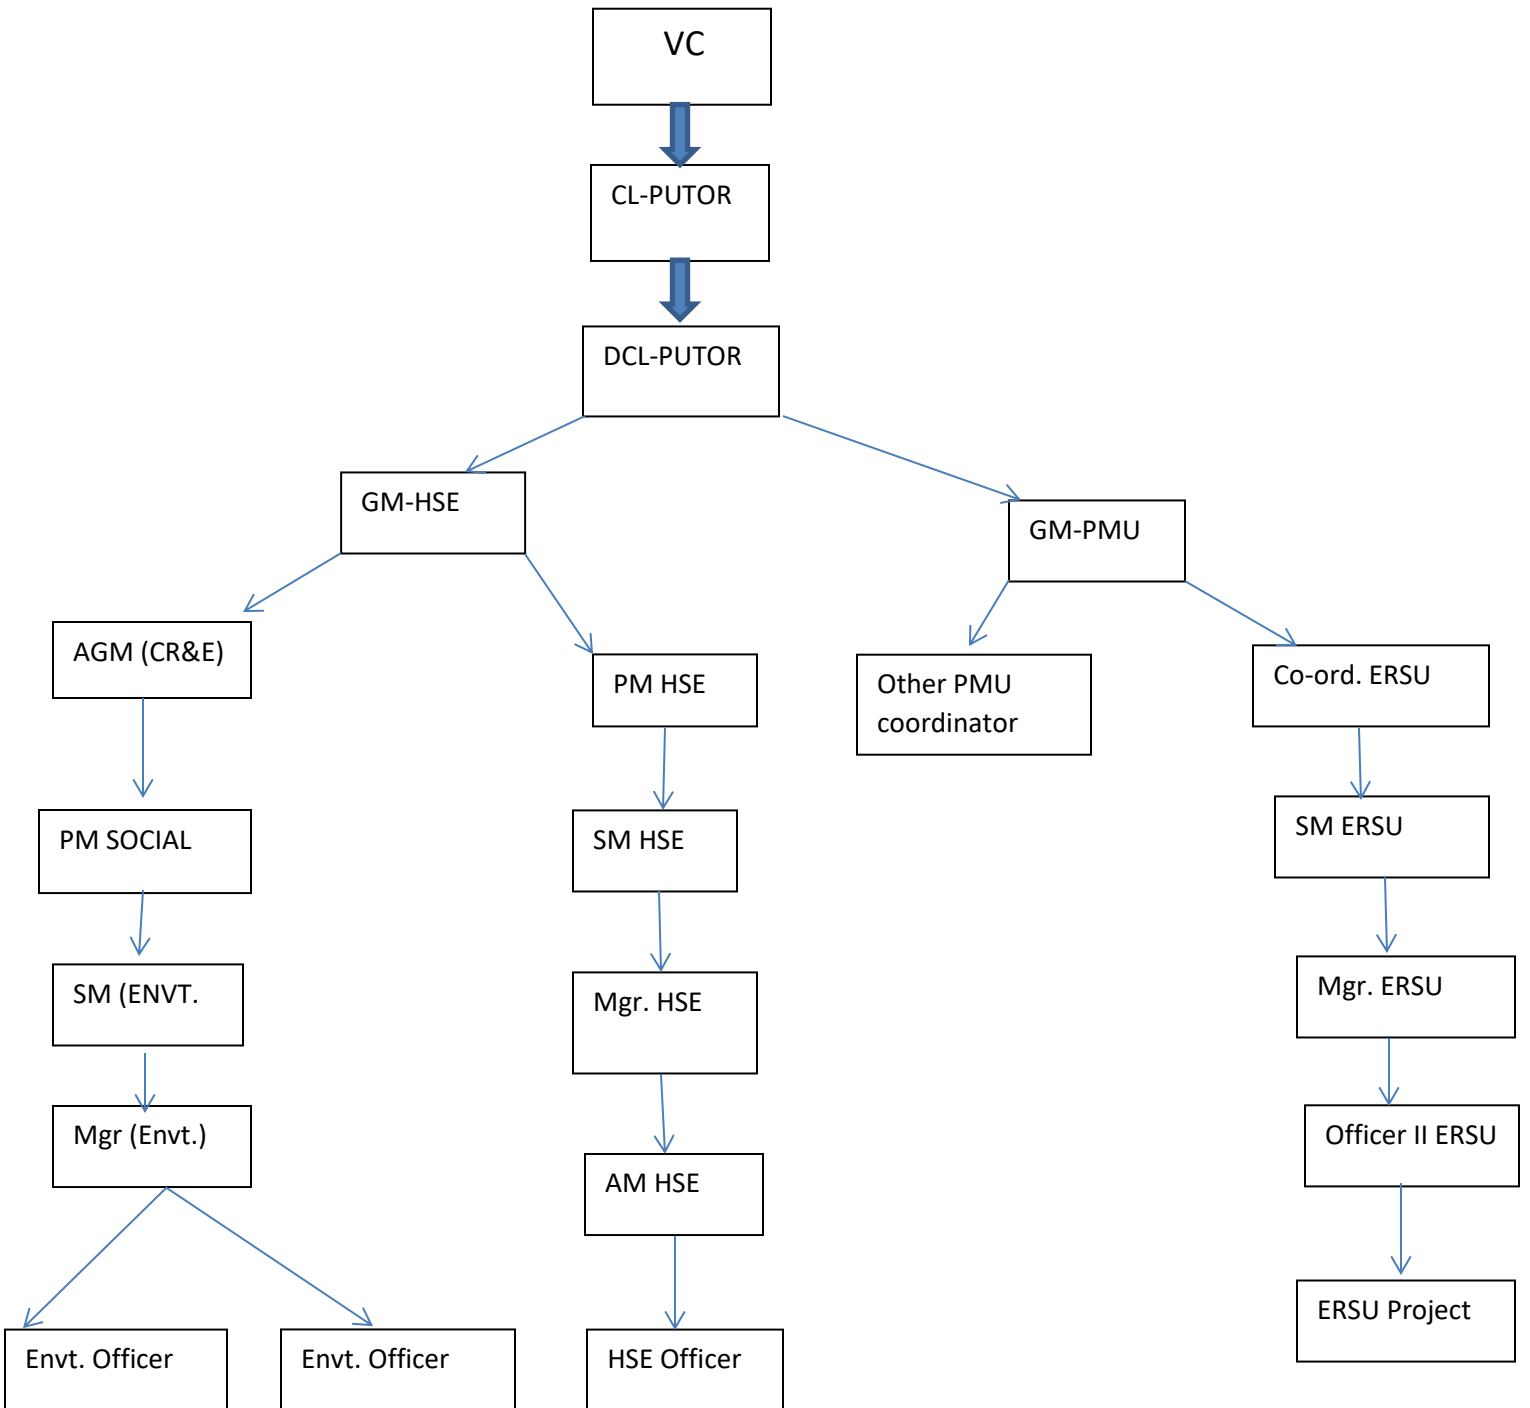 VC
CL-PUTOR
DCL-PUTOR
GM-HSE
GM-PMU
AGM (CR&E)
PM HSE
Other PMU
coordinator
Co-ord. ERSU
PM SOCIAL
SM HSE
SM ERSU
SM (ENVT.
Mgr. HSE
Mgr. ERSU
Mgr (Envt.)
AM HSE
Officer II ERSU
Envt. Officer
Envt. Officer
HSE Officer
ERSU Project